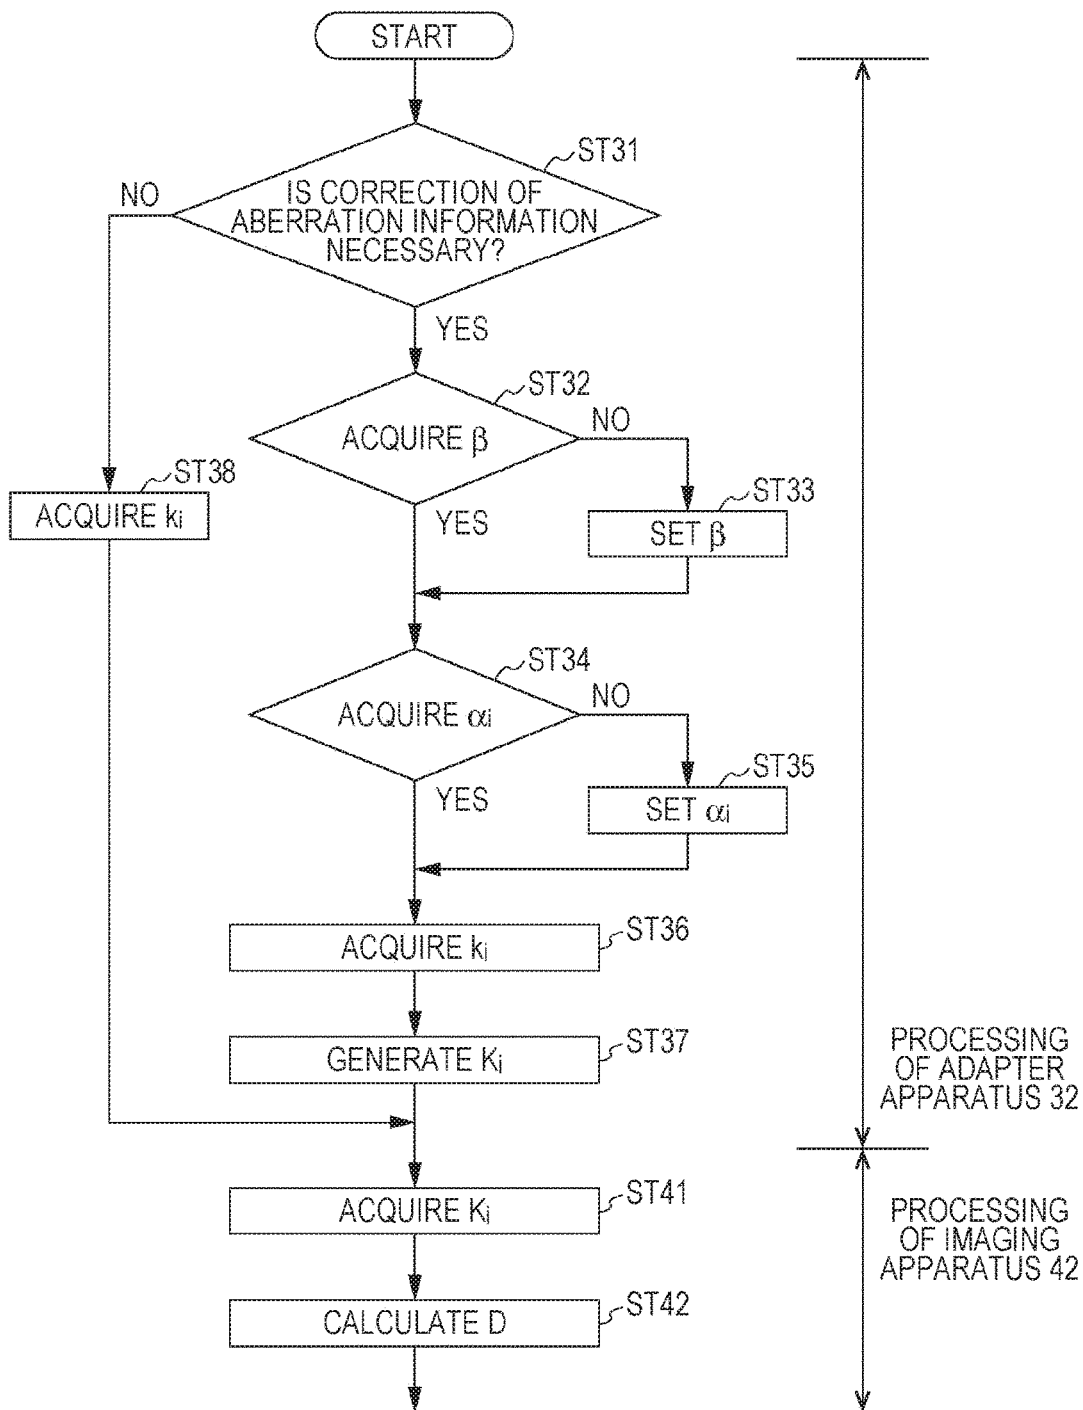 START
ST31
NO
IS CORRECTION OF
ABERRATION INFORMATION
NECESSARY?
YES
ST32
NO
ACQUIRE β
ST38
ACQUIRE ki
YES
ST33
SET β
ST34
NO
ACQUIRE αi
ST35
YES
SET αi
ACQUIRE ki
ST36
GENERATE Ki
ST37
PROCESSING
OF ADAPTER
APPARATUS 32
ACQUIRE Ki
ST41
PROCESSING
OF IMAGING
APPARATUS 42
CALCULATE D
ST42